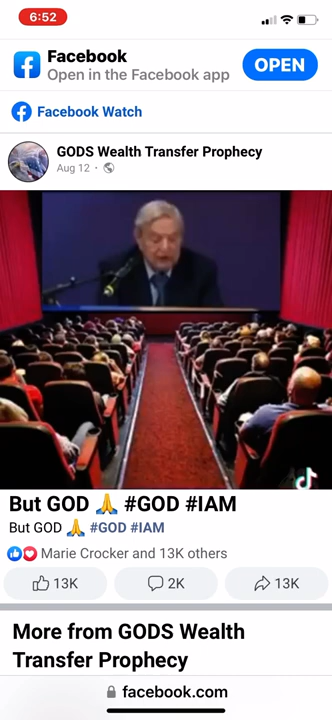 6:52
Facebook
Open in the Facebook app
OPEN
Facebook Watch
GODS Wealth Transfer Prophecy
Aug 12 ·
But GOD 🙏 #GOD #IAM
But GOD 🙏 #GOD #IAM
Marie Crocker and 13K others
13K
2K
13K
More from GODS Wealth
Transfer Prophecy
facebook.com